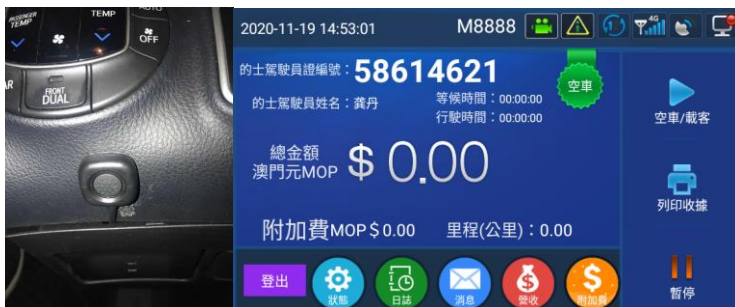 PASSENGER
TEMP
TEMP
AUTO
OFF
FRONT
DUAL
2020-11-19 14:53:01
M8888
4G
的士駕駛員證編號：58614621
空車
的士駕駛員姓名：龔丹
等候時間：00:00:00
行駛時間：00:00:00
總金額
澳門元MOP $ 0.00
附加費MOP$0.00
里程(公里)：0.00
空車/載客
列印收據
暫停
登出
狀態
日誌
消息
營收
附加費